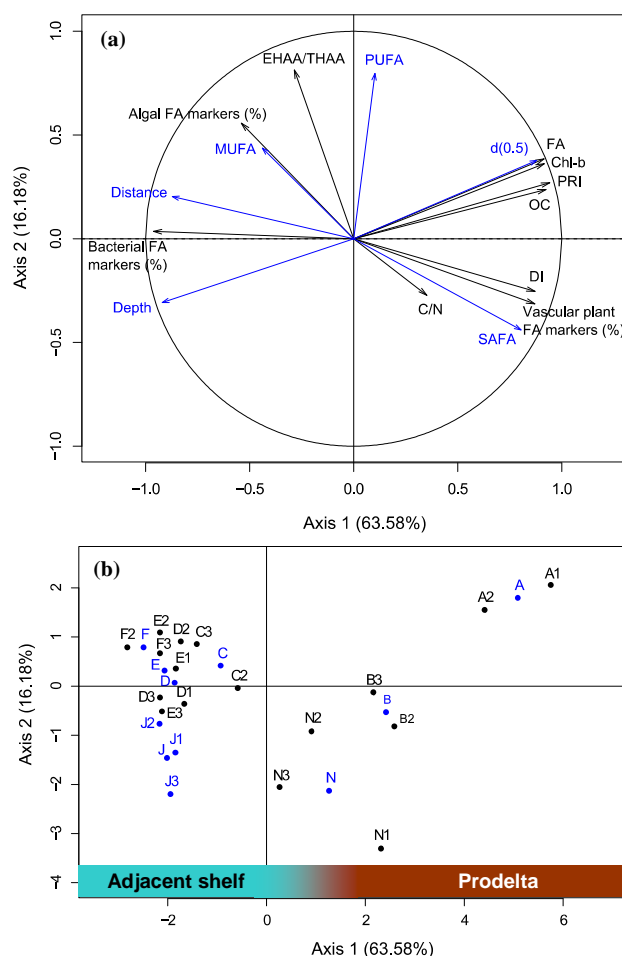 (a)
EHAA/THAA
PUFA
Algal FA markers (%)
MUFA
d(0.5)
FA
Chl-b
PRI
OC
Distance
Bacterial FA
markers (%)
Depth
C/N
DI
Vascular plant
FA markers (%)
SAFA
1.0
0.5
0.0
-0.5
-1.0
Axis 2 (16.18%)
-1.0
-0.5
0.0
0.5
1.0
Axis 1 (63.58%)
(b)
A1
A
A2
E2
D2
C3
F2
F
F3
E
E1
C
D
C2
D3
D1
E3
J2
J
J1
J3
B3
B
B2
N2
N3
N
N1
2
1
0
−1
−2
−3
−4
Axis 2 (16.18%)
Adjacent shelf
Prodelta
−2
0
2
4
6
Axis 1 (63.58%)